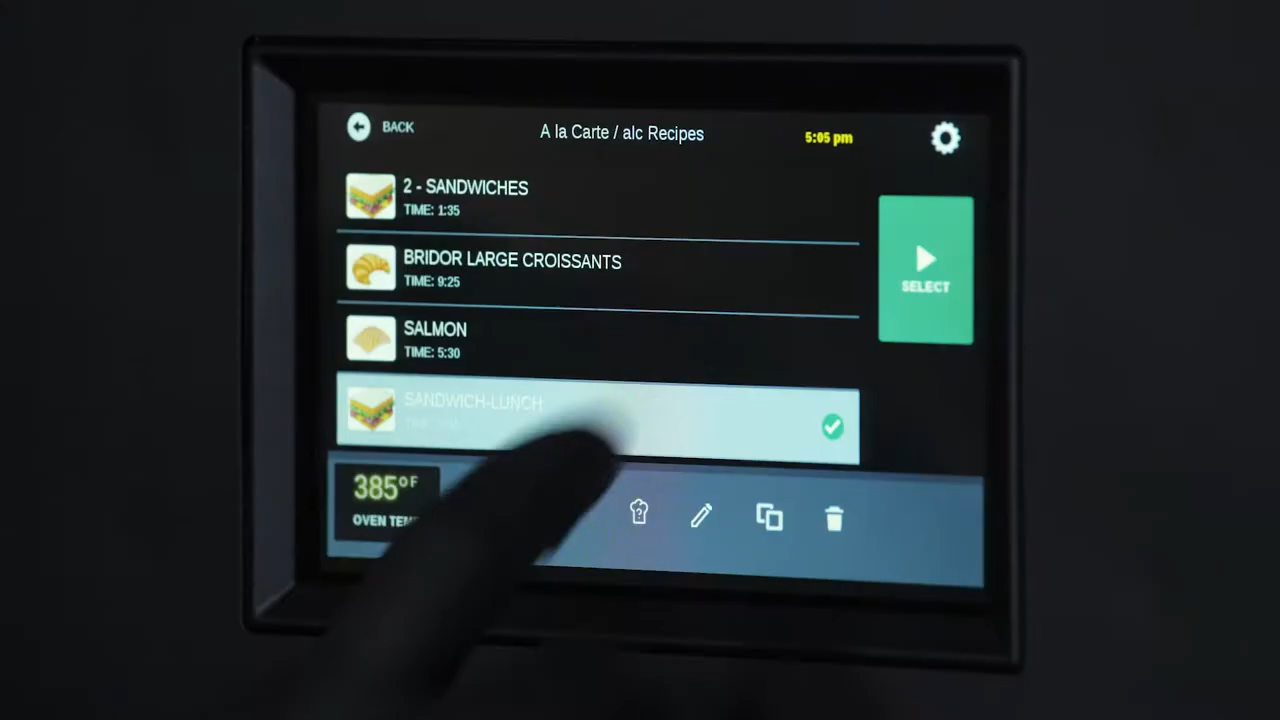 BACK
A la Carte / alc Recipes
5:05 pm
2 - SANDWICHES
TIME: 1:35
BRIDOR LARGE CROISSANTS
TIME: 9:25
SALMON
TIME: 5:30
SANDWICH-LUNCH
SELECT
385°F
OVEN
?